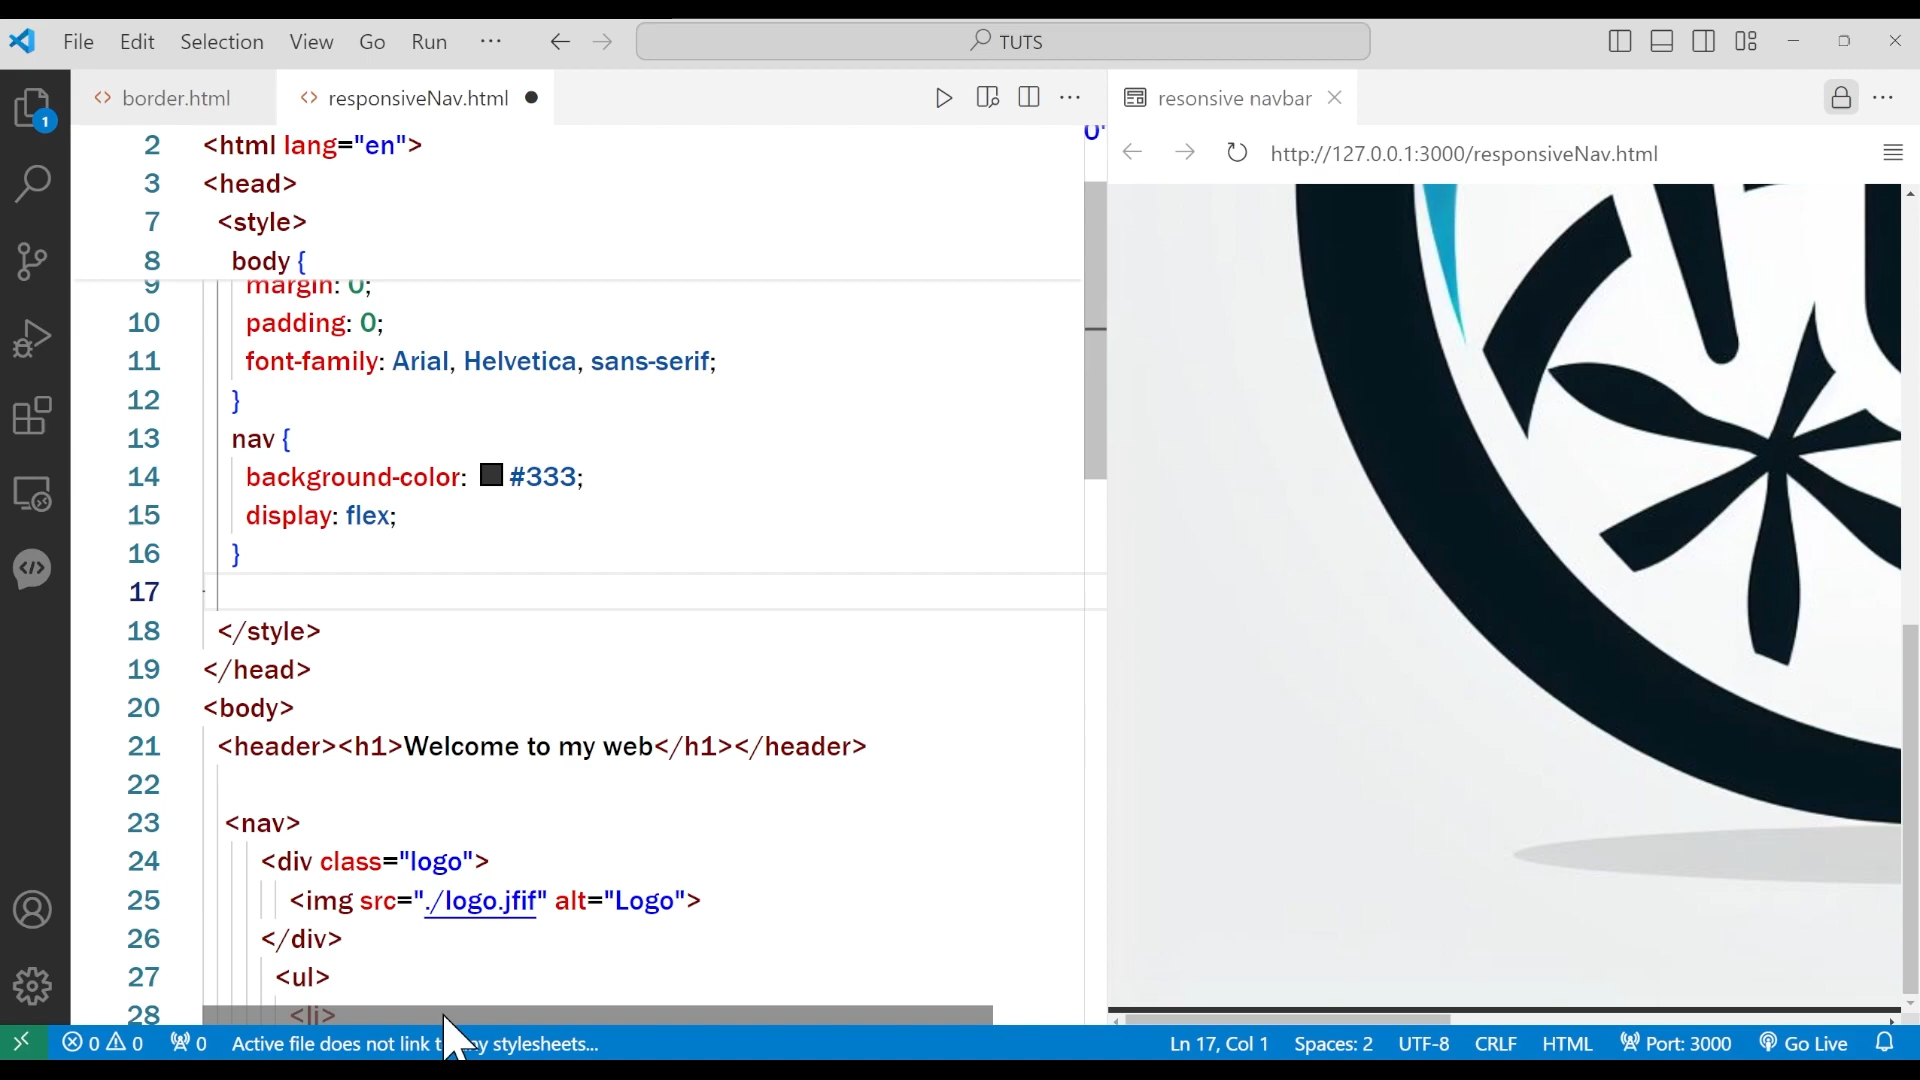 File Edit Selection View Go Run ··· TUTS
border.html responsiveNav.html resonsive navbar
http://127.0.0.1:3000/responsiveNav.html
2 <html lang="en">
3 <head>
7 <style>
8 body {
9 margin: 0;
10 padding: 0;
11 font-family: Arial, Helvetica, sans-serif;
12 }
13 nav {
14 background-color: #333;
15 display: flex;
16 }
17
18 </style>
19 </head>
20 <body>
21 <header><h1>Welcome to my web</h1></header>
22
23 <nav>
24 <div class="logo">
25 <img src="./logo.jfif" alt="Logo">
26 </div>
27 <ul>
28 <li>
1
0 0 0 Active file does not link t y stylesheets... Ln 17, Col 1 Spaces: 2 UTF-8 CRLF HTML Port: 3000 Go Live